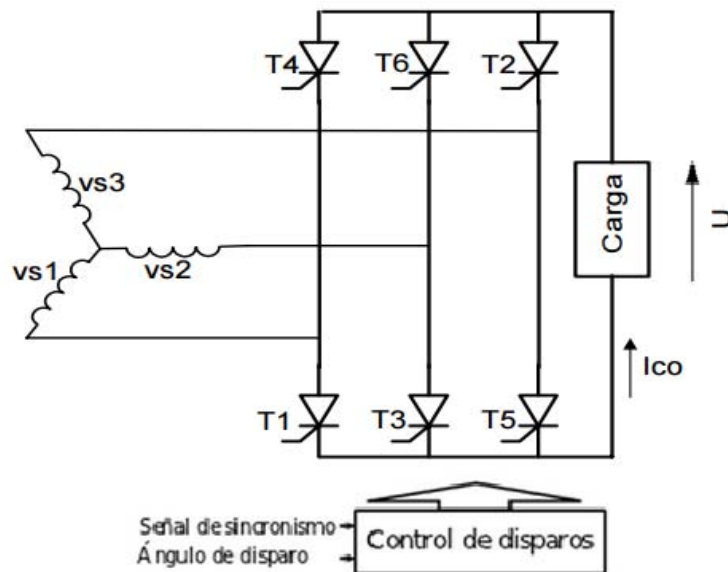 T4
T6
T2
vs3
vs1
vs2
Carga
U
Ico
T1
T3
T5
Señal de sincronismo
Ángulo de disparo
Control de disparos